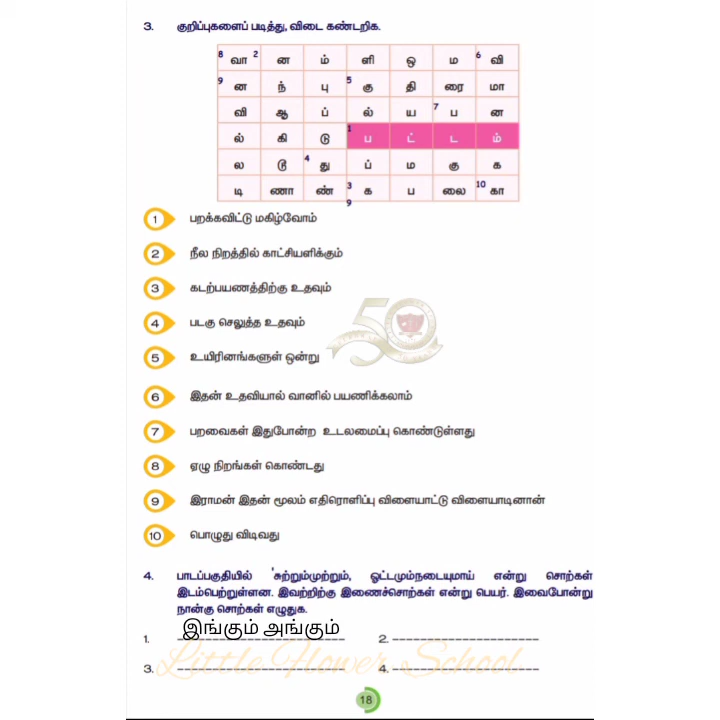 3. குறிப்புகளைப் படித்து, விடை கண்டறிக.
8 வா 2 ன ம் ளி ஒ ம 6 வி
9 ன ந் பு 5 கு தி ரை மா
வி ஆ ப் ல் ய 7 ப ன
ல் கி டு 1 ப ட் ட ம்
ல டூ 4 து ப் ம கு க
டி ணா ண் 3 க ப லை 10 கா
9
1 பறக்கவிட்டு மகிழ்வோம்
2 நீல நிறத்தில் காட்சியளிக்கும்
3 கடற்பயணத்திற்கு உதவும்
4 படகு செலுத்த உதவும்
5 உயிரினங்களுள் ஒன்று
6 இதன் உதவியால் வானில் பயணிக்கலாம்
7 பறவைகள் இதுபோன்ற உடலமைப்பு கொண்டுள்ளது
8 ஏழு நிறங்கள் கொண்டது
9 இராமன் இதன் மூலம் எதிரொளிப்பு விளையாட்டு விளையாடினான்
10 பொழுது விடிவது
4. பாடப்பகுதியில் 'சுற்றும்முற்றும், ஓட்டமும்நடையுமாய் என்று சொற்கள்
இடம்பெற்றுள்ளன. இவற்றிற்கு இணைச்சொற்கள் என்று பெயர். இவைபோன்று
நான்கு சொற்கள் எழுதுக.
1. இங்கும் அங்கும் 2.
3. 4.
Little Flower School
18